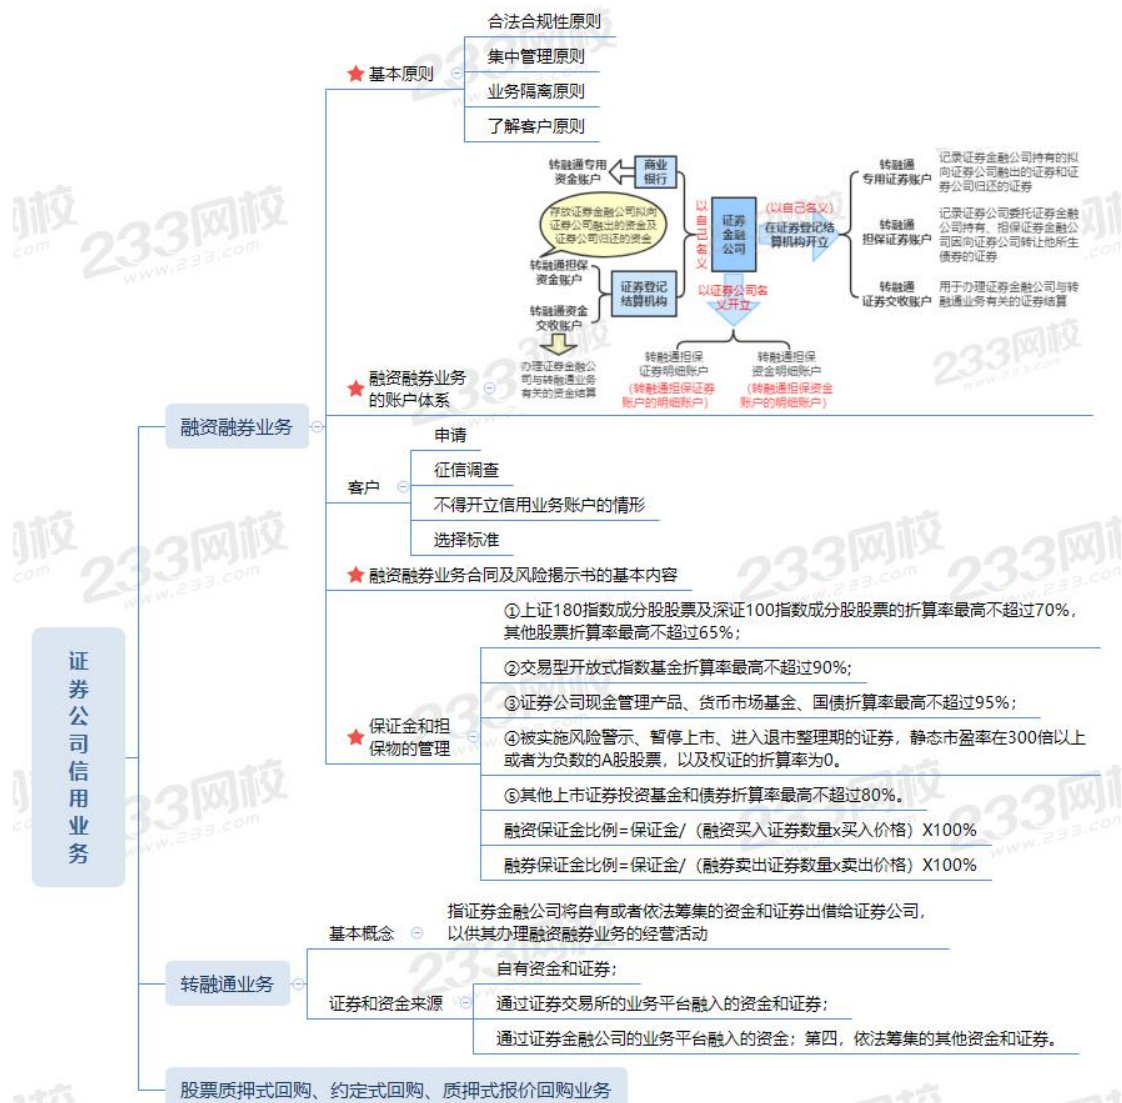 合法合规性原则
集中管理原则
★ 基本原则
业务隔离原则
了解客户原则
转融通专用
资金账户
商业
银行
存放证券金融公司拟向
证券公司融出的资金及
证券公司归还的资金
转融通担保
资金账户
转融通资金
交收账户
证券登记
结算机构
办理证券金融公
司与转融通业务
有关的资金结算
以自己名义
证券
金融
公司
(以自己名义)
在证券登记结
算机构开立
以证券公司名
义开立
转融通担保
证券明细账户
(转融通担保证券
账户的明细账户)
转融通担保
资金明细账户
(转融通担保资金
账户的明细账户)
转融通
专用证券账户
记录证券金融公司持有的拟
向证券公司融出的证券和证
券公司归还的证券
转融通
担保证券账户
记录证券公司委托证券金融
公司持有、担保证券金融公
司因向证券公司转让他所生
债券的证券
转融通
证券交收账户
用于办理证券金融公司与转
融通业务有关的证券结算
★ 融资融券业务
的账户体系
融资融券业务
申请
征信调查
客户
不得开立信用业务账户的情形
选择标准
★ 融资融券业务合同及风险揭示书的基本内容
①上证180指数成分股股票及深证100指数成分股股票的折算率最高不超过70%，
其他股票折算率最高不超过65%；
②交易型开放式指数基金折算率最高不超过90%;
③证券公司现金管理产品、货币市场基金、国债折算率最高不超过95%；
★ 保证金和担
保物的管理
④被实施风险警示、暂停上市、进入退市整理期的证券，静态市盈率在300倍以上
或者为负数的A股股票，以及权证的折算率为0。
⑤其他上市证券投资基金和债券折算率最高不超过80%。
融资保证金比例=保证金/（融资买入证券数量x买入价格）X100%
融券保证金比例=保证金/（融券卖出证券数量x卖出价格）X100%
证券公司信用业务
基本概念
指证券金融公司将自有或者依法筹集的资金和证券出借给证券公司，
以供其办理融资融券业务的经营活动
转融通业务
自有资金和证券；
证券和资金来源
通过证券交易所的业务平台融入的资金和证券；
通过证券金融公司的业务平台融入的资金；第四，依法筹集的其他资金和证券。
股票质押式回购、约定式回购、质押式报价回购业务
233网校
www.233.com